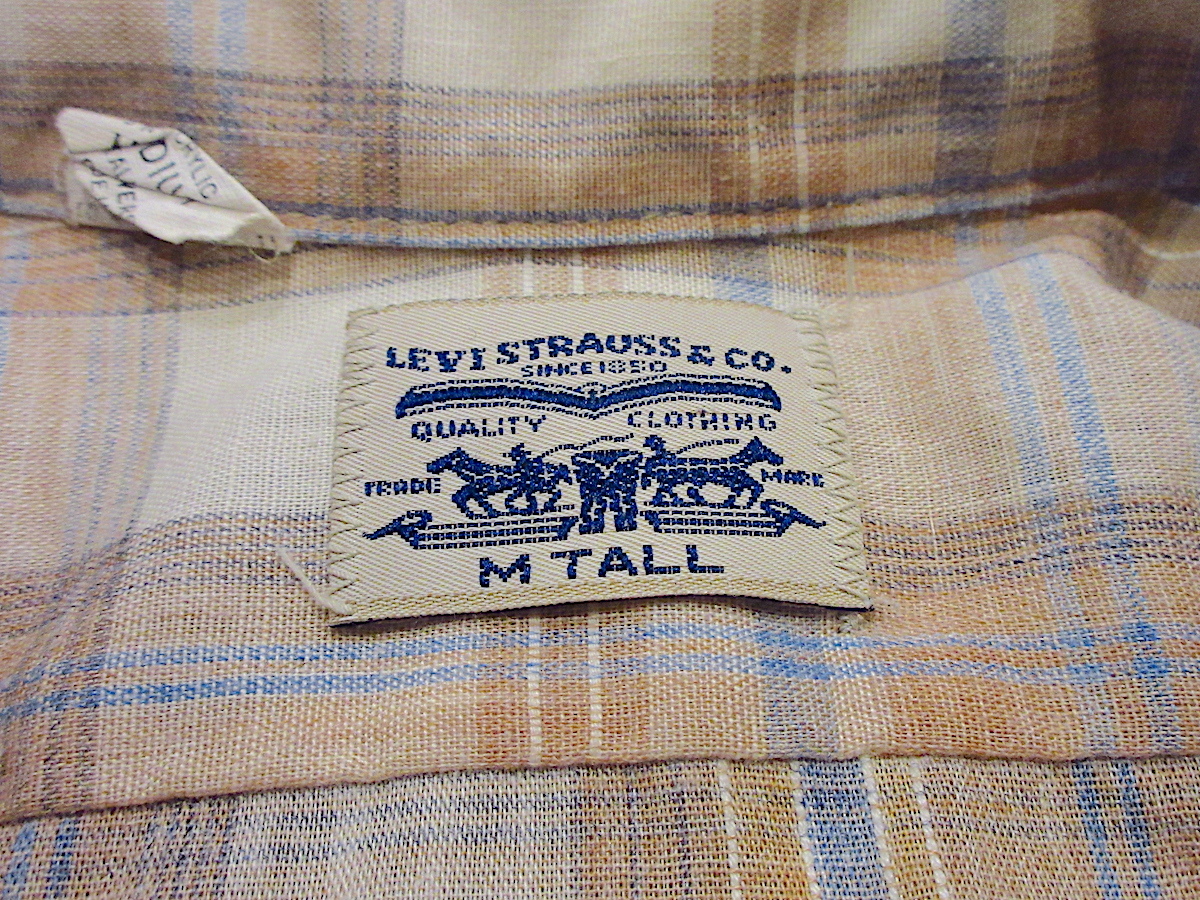 LEVI STRAUSS & CO.
SINCE 1850
QUALITY CLOTHING
TRADE MARK
M TALL